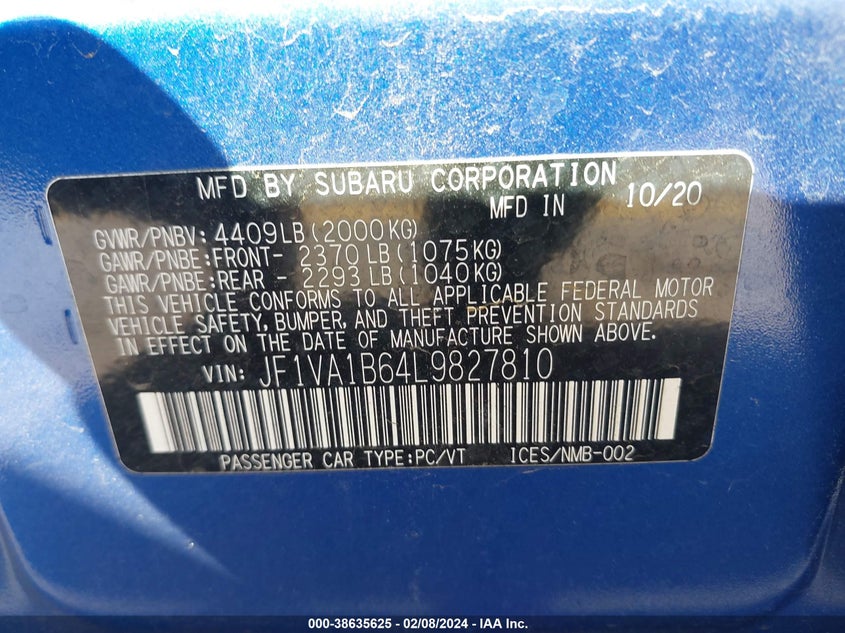 MFD BY SUBARU CORPORATION
MFD IN 10/20
GVWR/PNBV: 4409LB(2000KG)
GAWR/PNBE:FRONT- 2370LB(1075KG)
GAWR/PNBE:REAR - 2293LB(1040KG)
THIS VEHICLE CONFORMS TO ALL APPLICABLE FEDERAL MOTOR
VEHICLE SAFETY, BUMPER, AND THEFT PREVENTION STANDARDS
IN EFFECT ON THE DATE OF MANUFACTURE SHOWN ABOVE.
VIN: JF1VA1B64L9827810
PASSENGER CAR TYPE:PC/VT ICES/NMB-002
000-38635625 - 02/08/2024 - IAA Inc.